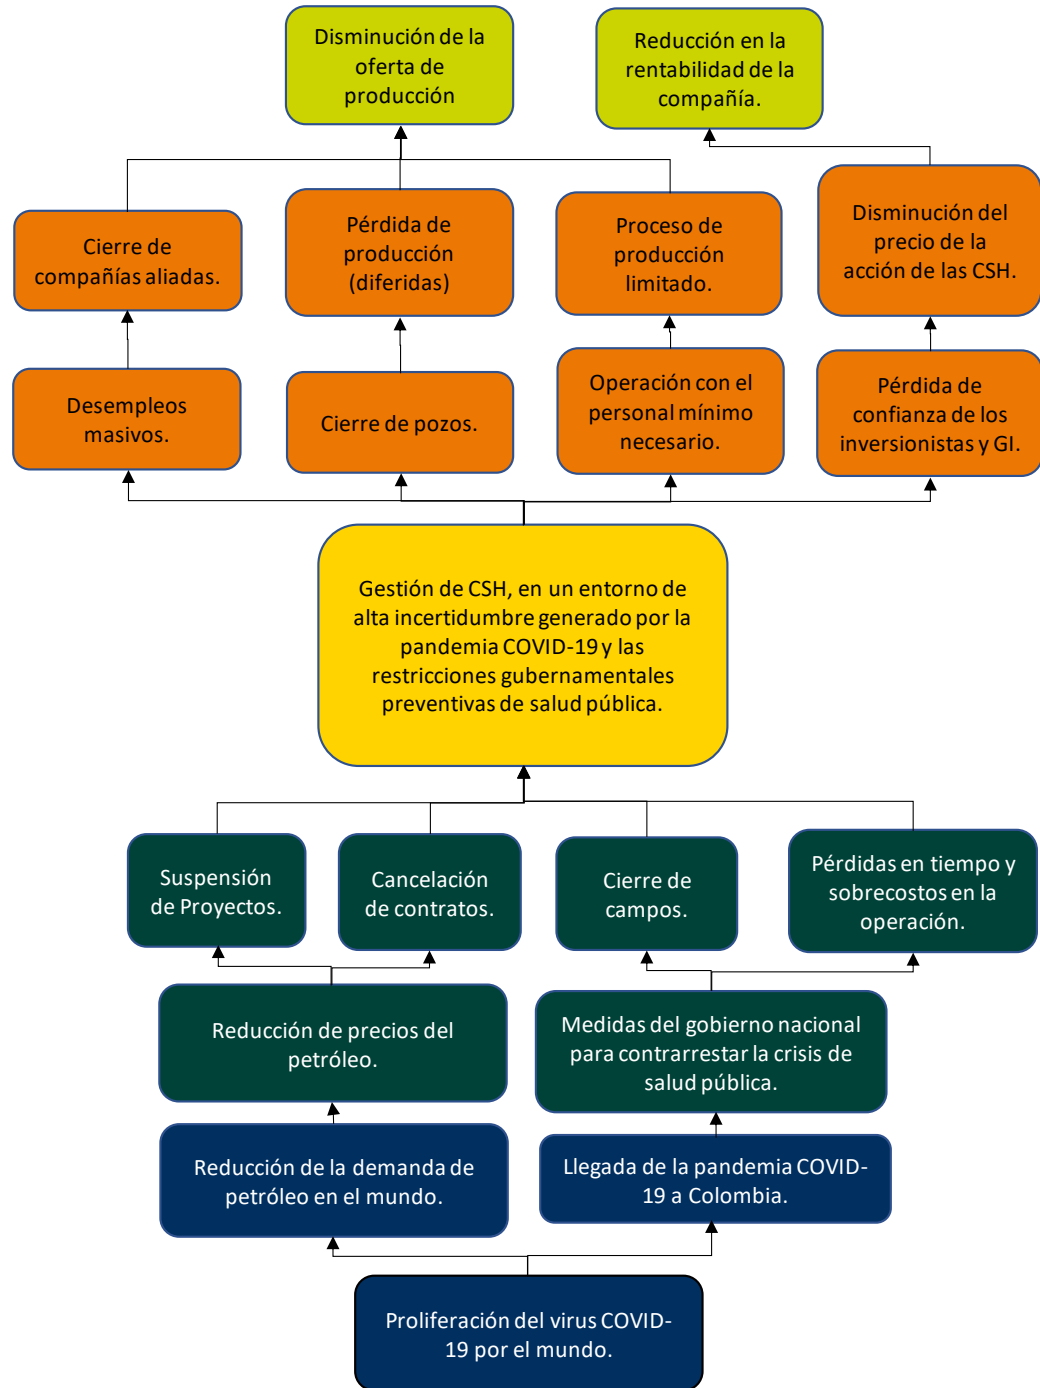 Disminución de la
oferta de
producción
Reducción en la
rentabilidad de la
compañía.
Cierre de
compañías aliadas.
Pérdida de
producción
(diferidas)
Proceso de
producción
limitado.
Disminución del
precio de la
acción de las CSH.
Desempleos
masivos.
Cierre de pozos.
Operación con el
personal mínimo
necesario.
Pérdida de
confianza de los
inversionistas y GI.
Gestión de CSH, en un entorno de
alta incertidumbre generado por la
pandemia COVID-19 y las
restricciones gubernamentales
preventivas de salud pública.
Suspensión
de Proyectos.
Cancelación
de contratos.
Cierre de
campos.
Pérdidas en tiempo y
sobrecostos en la
operación.
Reducción de precios del
petróleo.
Medidas del gobierno nacional
para contrarrestar la crisis de
salud pública.
Reducción de la demanda de
petróleo en el mundo.
Llegada de la pandemia COVID-
19 a Colombia.
Proliferación del virus COVID-
19 por el mundo.